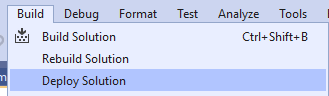 Build Debug Format Test Analyze Tools
Build Solution Ctrl+Shift+B
Rebuild Solution
Deploy Solution